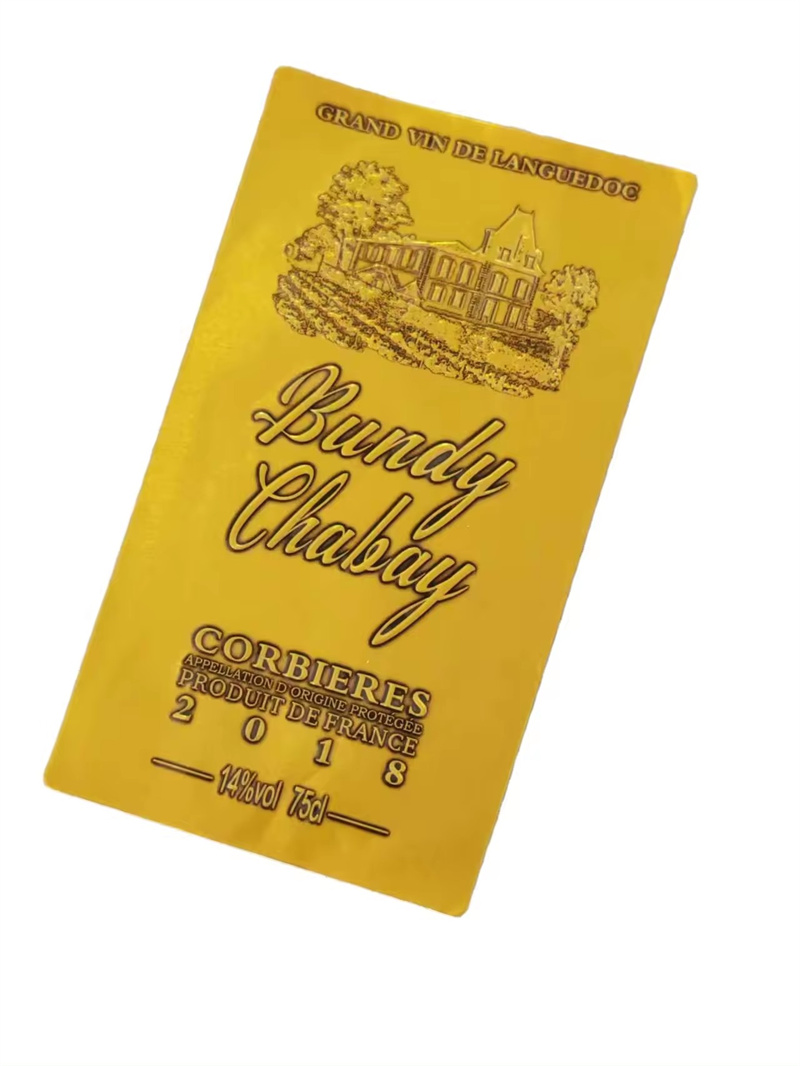 GRAND VIN DE LANGUEDOC
Bundy
Chabay
CORBIERES
APPELLATION D'ORIGINE PROTÉGÉE
PRODUIT DE FRANCE
2 0 1 8
14%vol 75cl